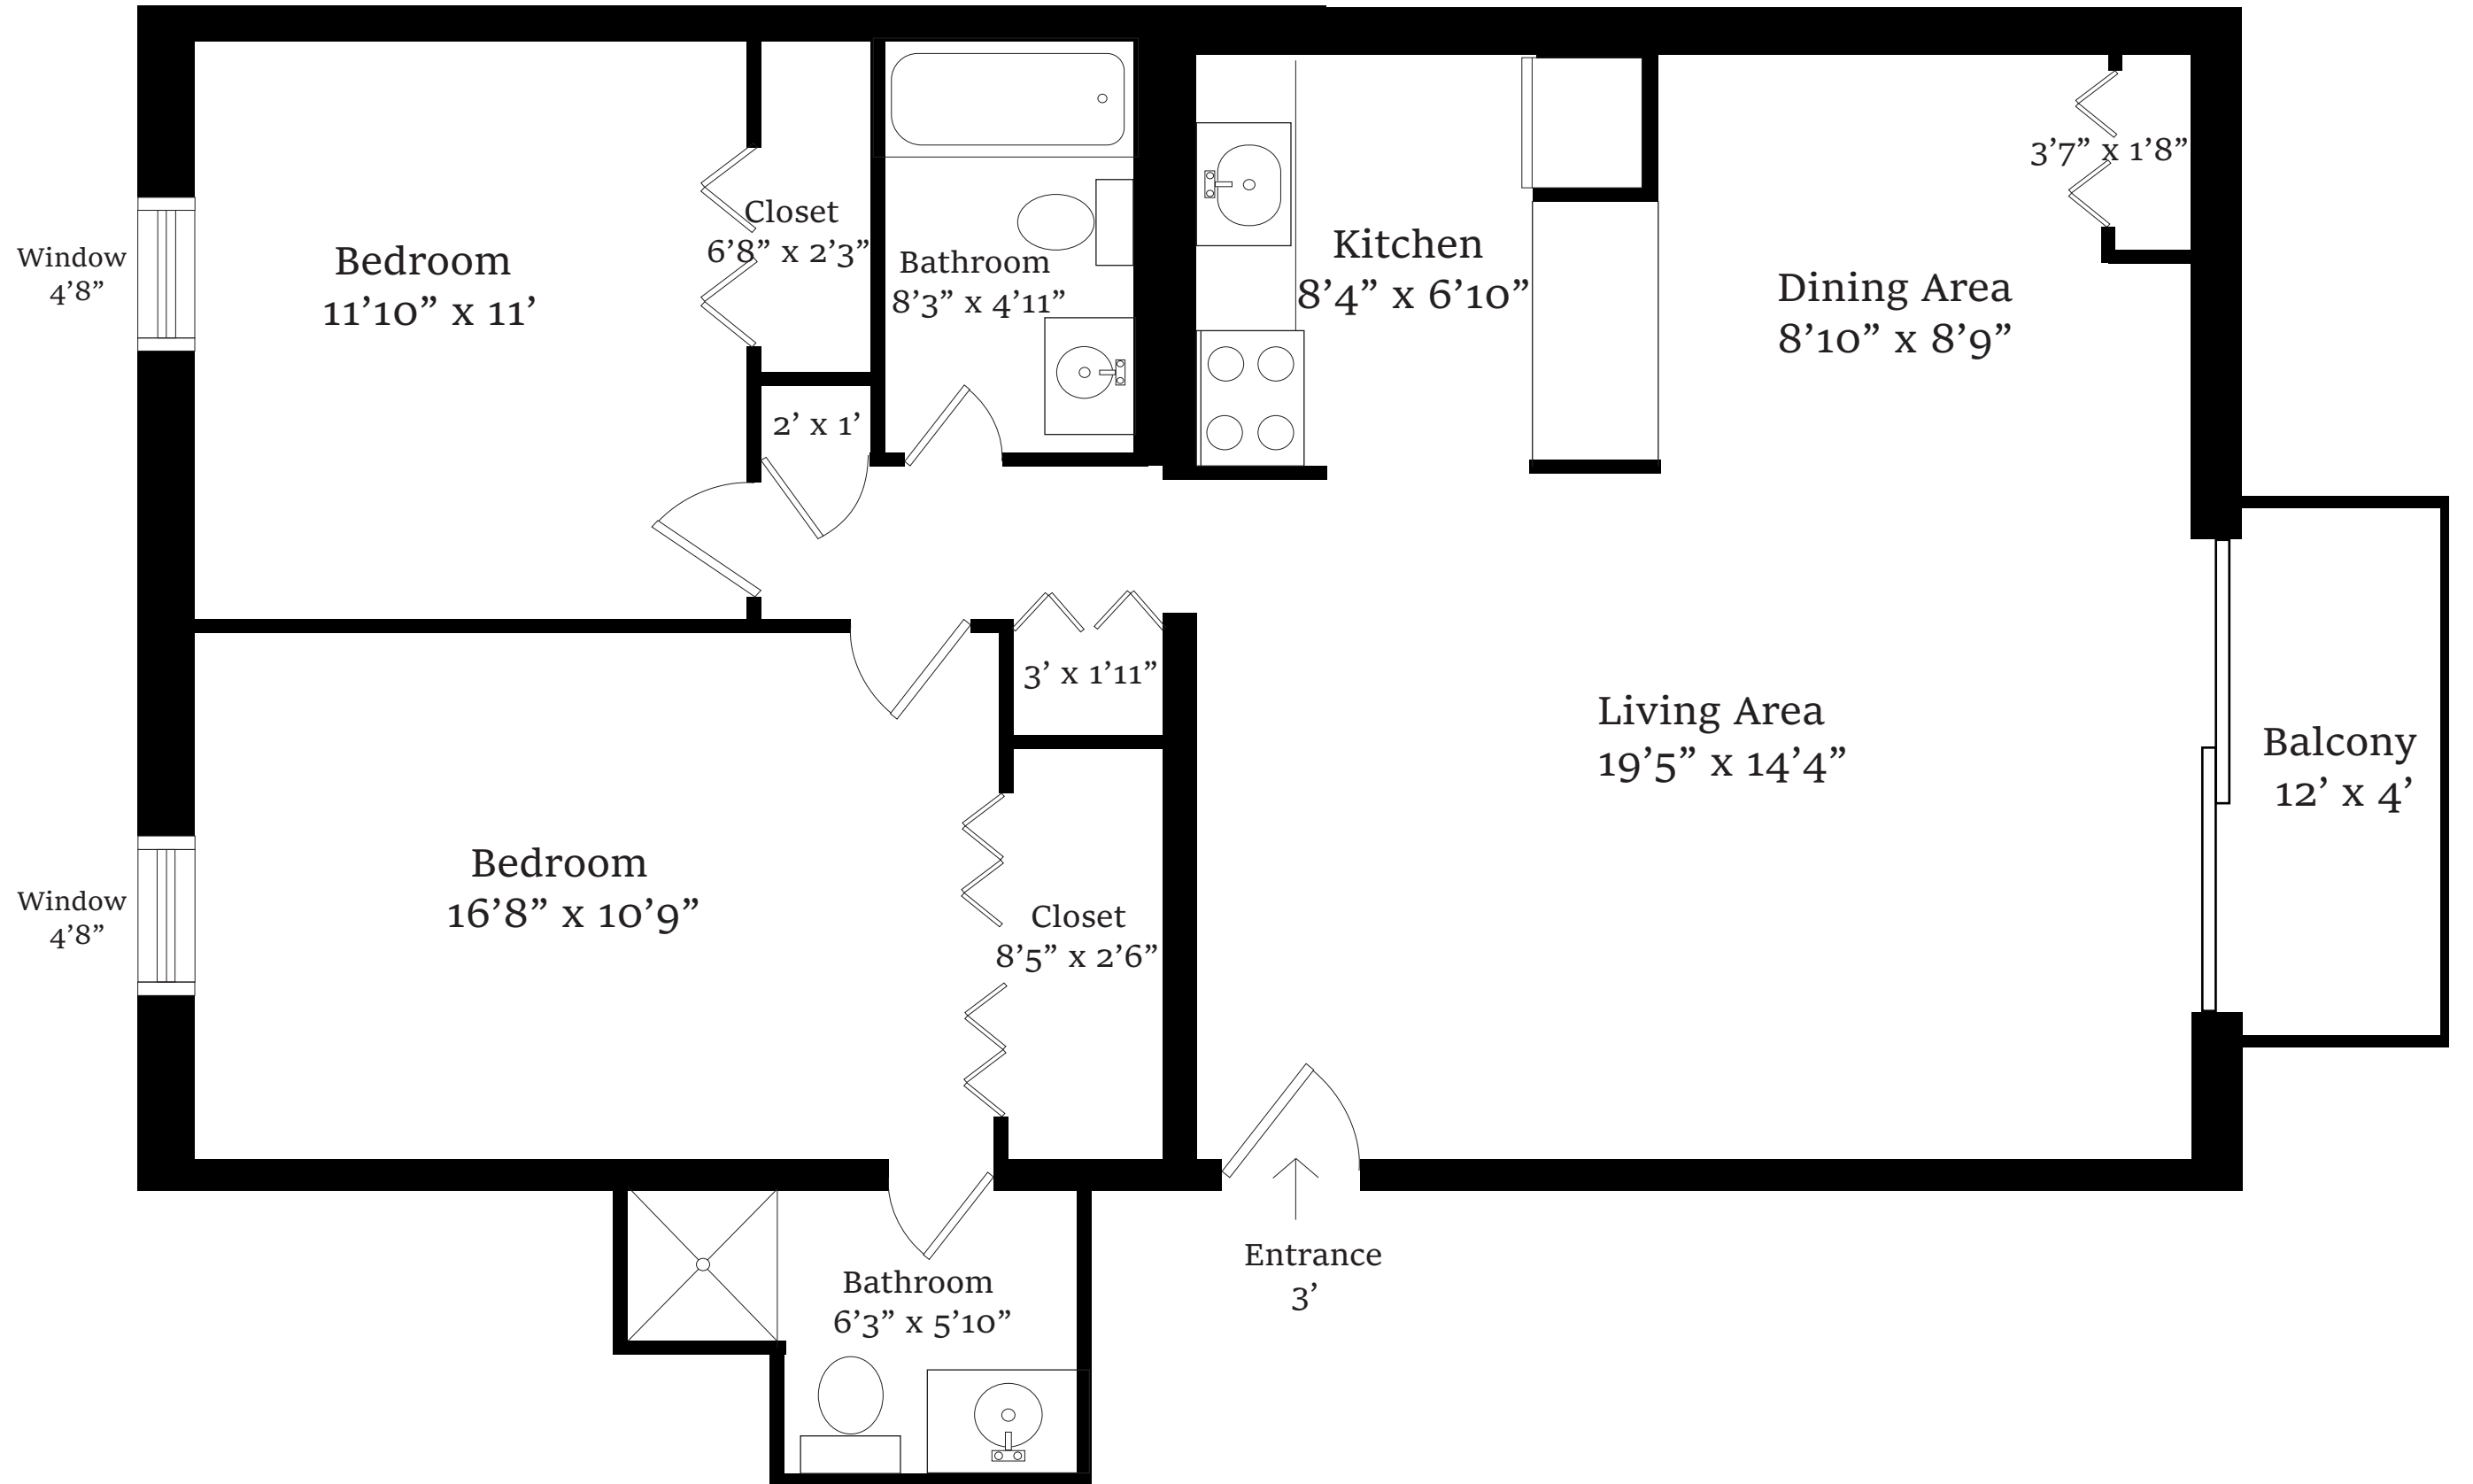 Window
4’8”
Bedroom
11’10” x 11’
Closet
6’8” x 2’3”
2’ x 1’
Bathroom
8’3” x 4’11”
Kitchen
8’4” x 6’10”
Dining Area
8’10” x 8’9”
3’7” x 1’8”
Window
4’8”
Bedroom
16’8” x 10’9”
3’ x 1’11”
Closet
8’5” x 2’6”
Living Area
19’5” x 14’4”
Balcony
12’ x 4’
Bathroom
6’3” x 5’10”
Entrance
3’